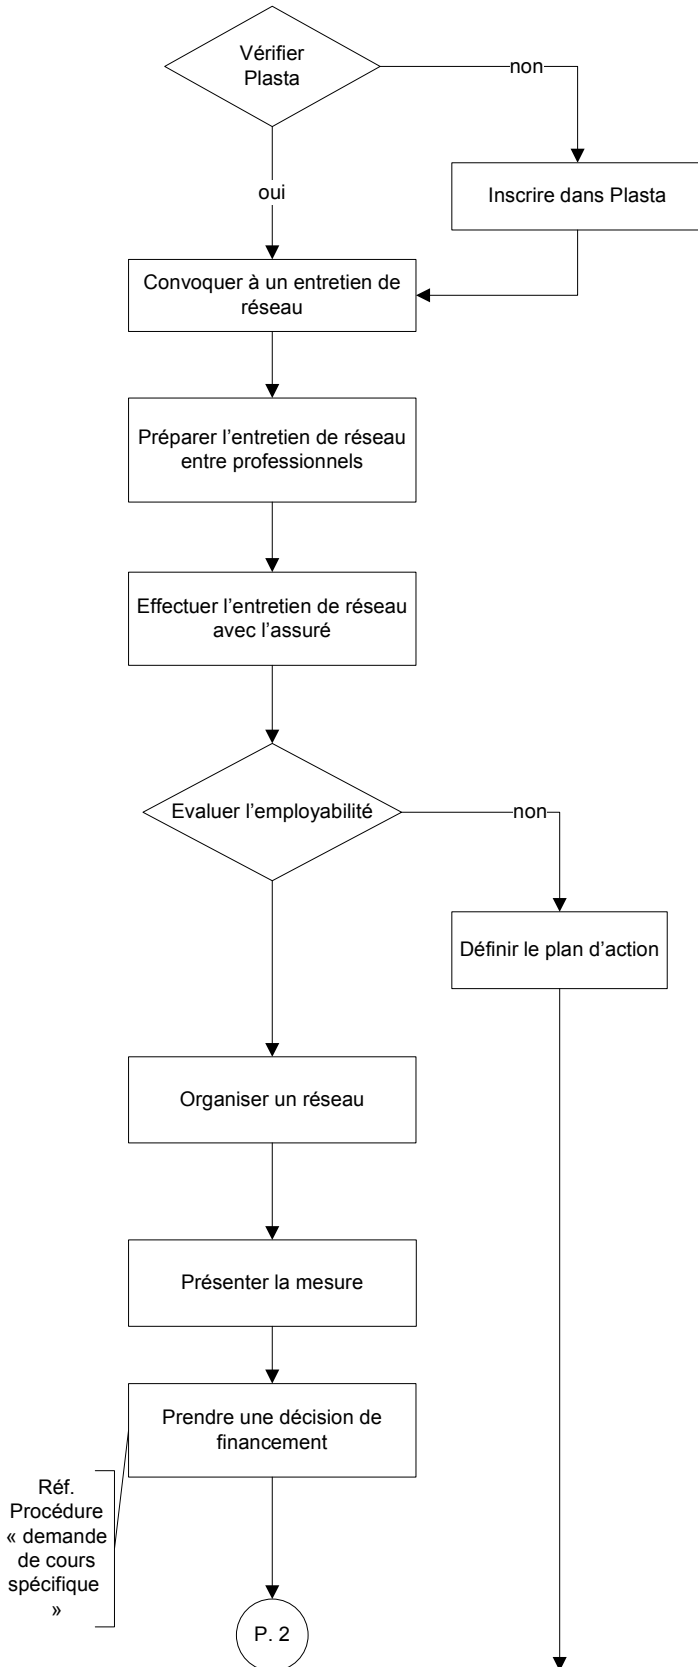 Vérifier
Plasta
non
oui
Inscrire dans Plasta
Convoquer à un entretien de
réseau
Préparer l’entretien de réseau
entre professionnels
Effectuer l’entretien de réseau
avec l’assuré
Evaluer l’employabilité
non
Définir le plan d’action
Organiser un réseau
Présenter la mesure
Prendre une décision de
financement
Réf.
Procédure
« demande
de cours
spécifique
»
P. 2